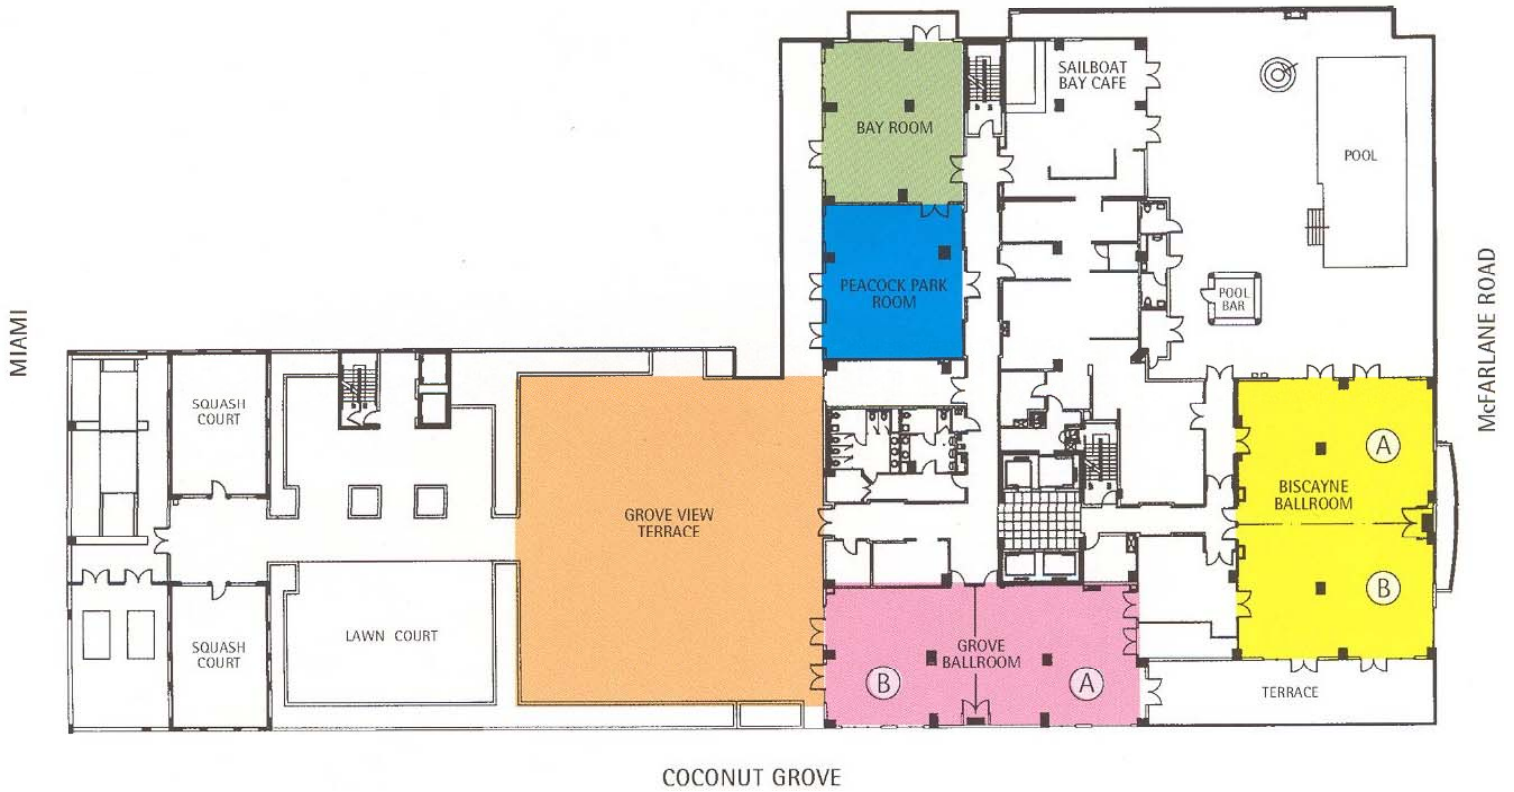 SAILBOAT
BAY CAFE
BAY ROOM
POOL
PEACOCK PARK
ROOM
POOL
BAR
MIAMI
McFARLANE ROAD
SQUASH
COURT
A
GROVE VIEW
TERRACE
BISCAYNE
BALLROOM
B
LAWN COURT
SQUASH
COURT
GROVE
BALLROOM
B
A
TERRACE
COCONUT GROVE